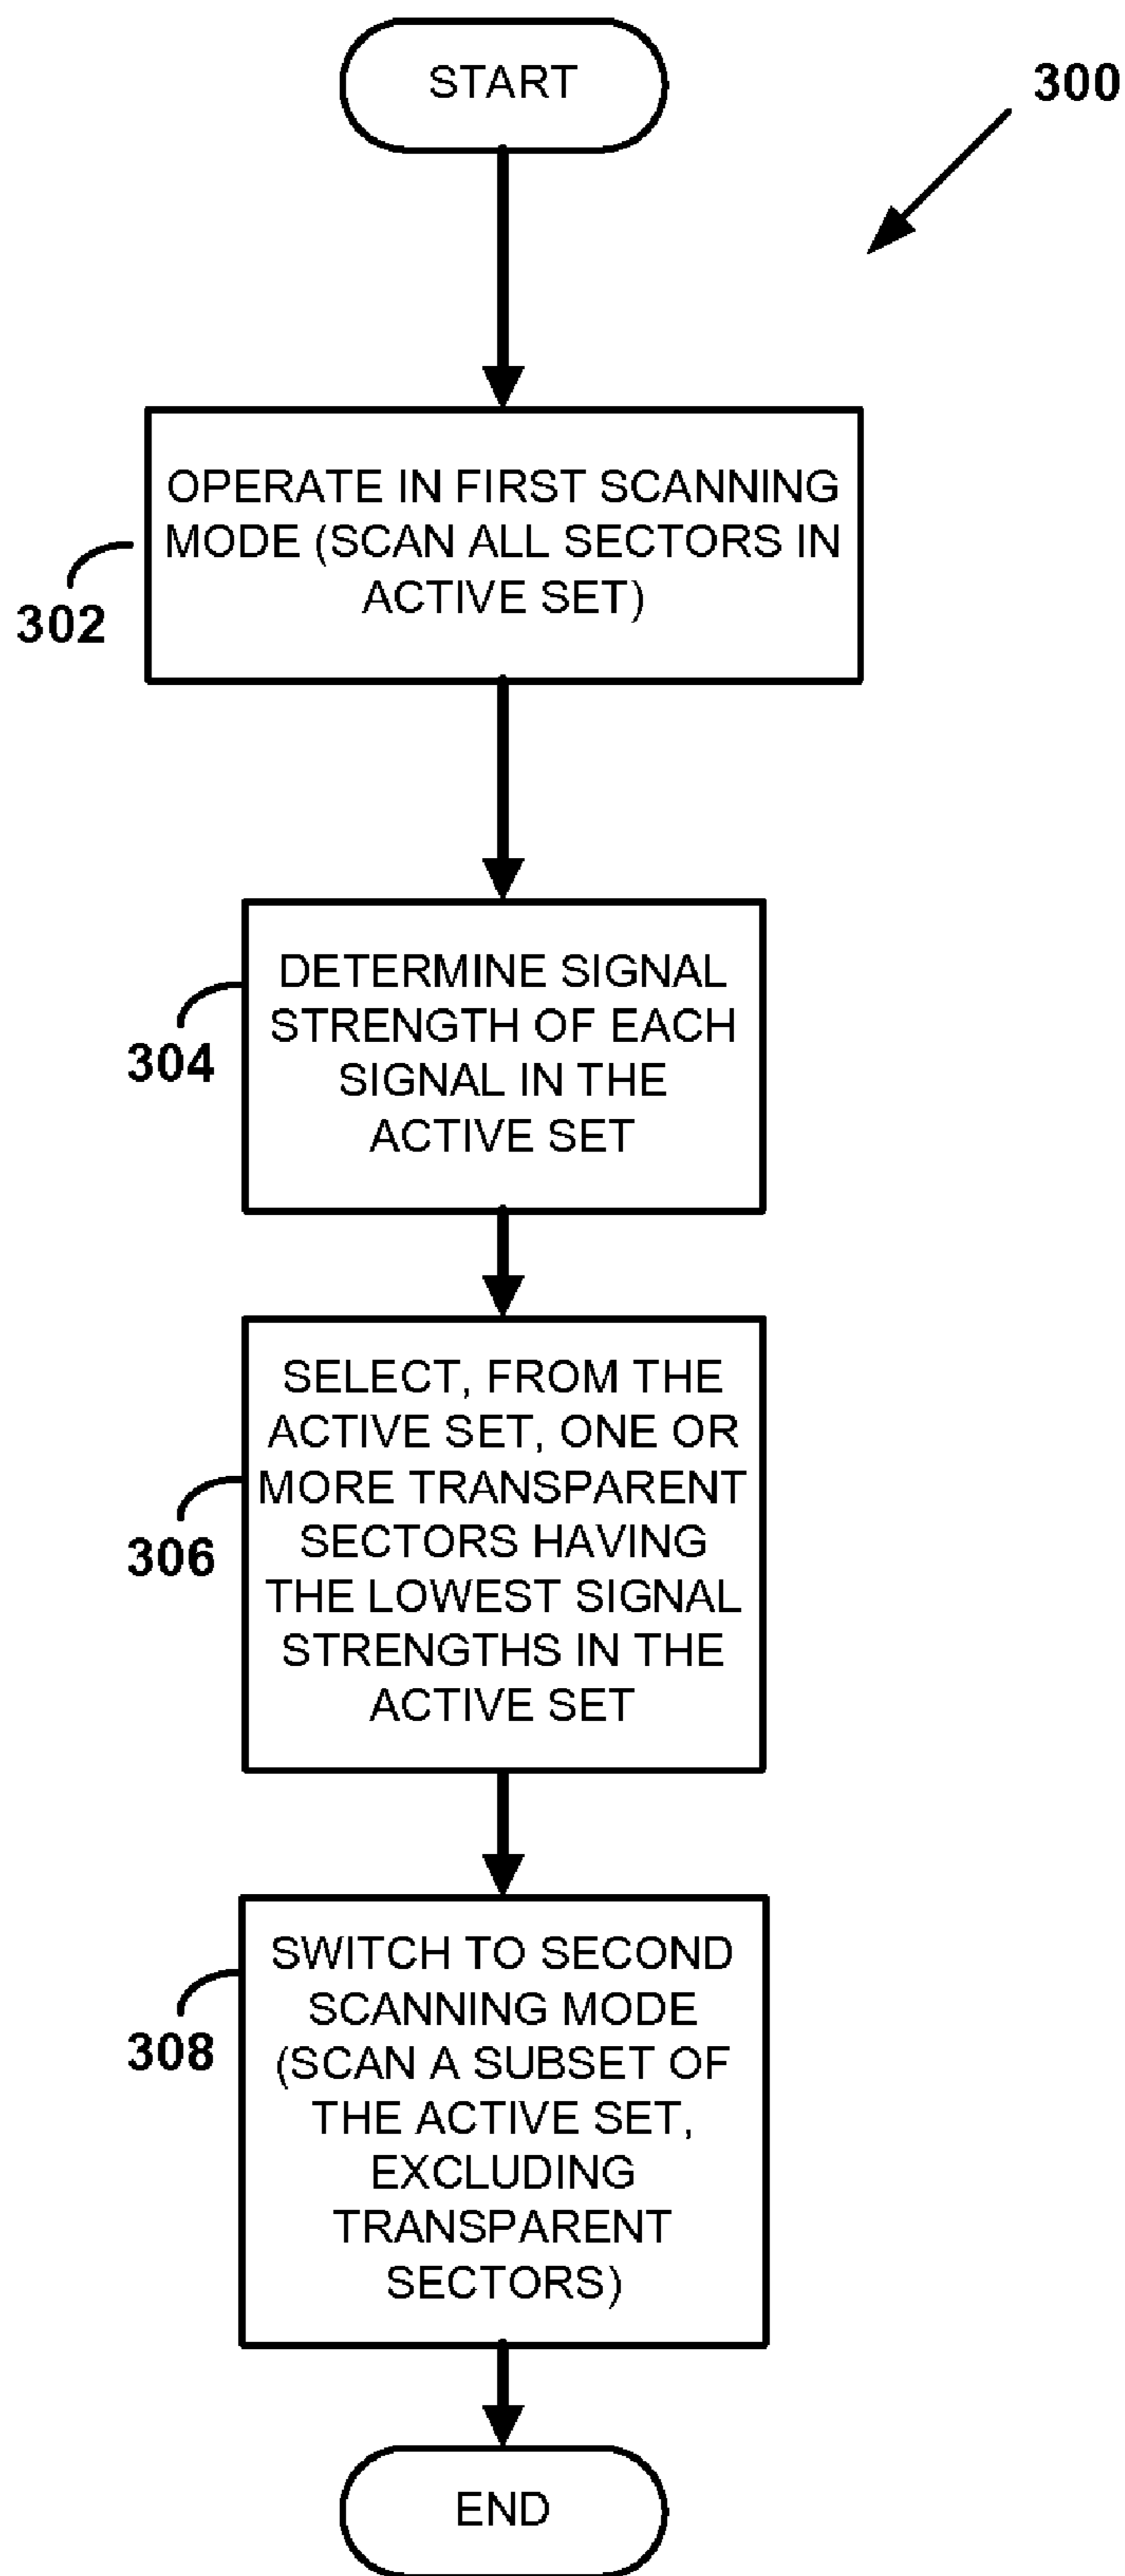 START
300
OPERATE IN FIRST SCANNING
MODE (SCAN ALL SECTORS IN
ACTIVE SET)
302
DETERMINE SIGNAL
STRENGTH OF EACH
SIGNAL IN THE
ACTIVE SET
304
SELECT, FROM THE
ACTIVE SET, ONE OR
MORE TRANSPARENT
SECTORS HAVING
THE LOWEST SIGNAL
STRENGTHS IN THE
ACTIVE SET
306
SWITCH TO SECOND
SCANNING MODE
(SCAN A SUBSET OF
THE ACTIVE SET,
EXCLUDING
TRANSPARENT
SECTORS)
308
END